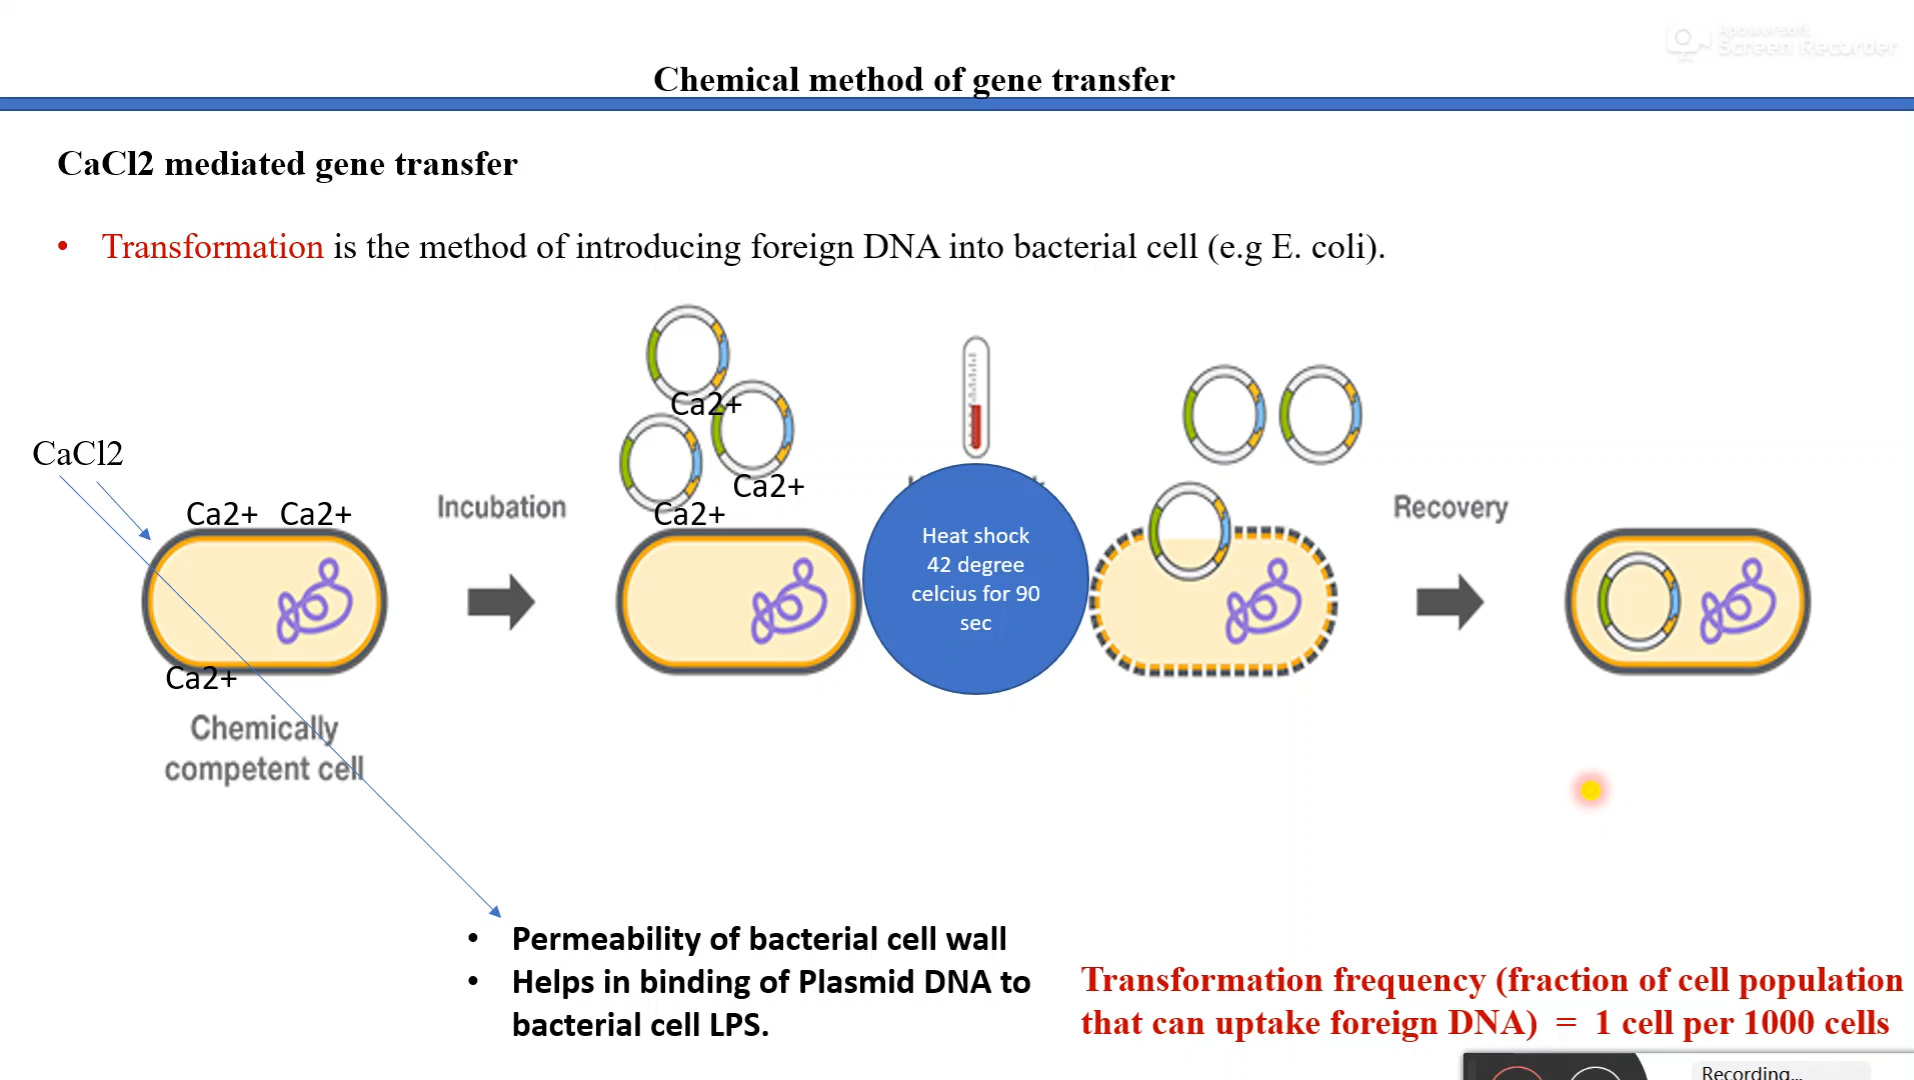 Apowersoft
Screen Recorder
Chemical method of gene transfer
CaCl2 mediated gene transfer
• Transformation is the method of introducing foreign DNA into bacterial cell (e.g E. coli).
CaCl2
Ca2+ Ca2+
Ca2+
Chemically
competent cell
Incubation
Ca2+
Ca2+
Ca2+
Heat shock
42 degree
celcius for 90
sec
Recovery
• Permeability of bacterial cell wall
• Helps in binding of Plasmid DNA to
bacterial cell LPS.
Transformation frequency (fraction of cell population
that can uptake foreign DNA) = 1 cell per 1000 cells
Recording...